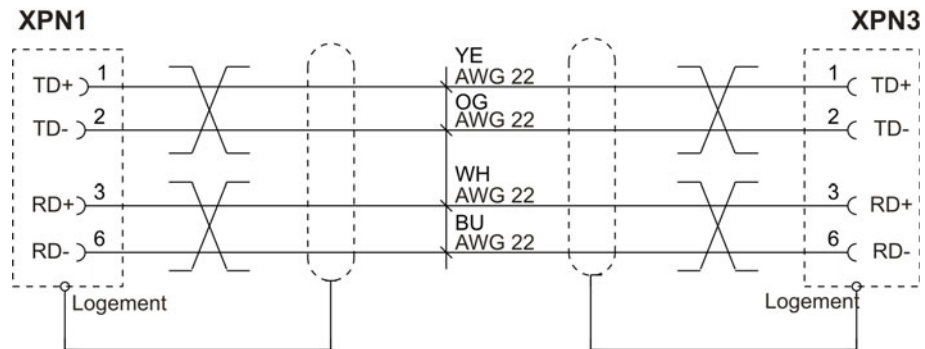 XPN1 XPN3
YE
TD+ 1 AWG 22 1 TD+
OG
TD- 2 AWG 22 2 TD-
WH
RD+ 3 AWG 22 3 RD+
BU
RD- 6 AWG 22 6 RD-
Logement Logement